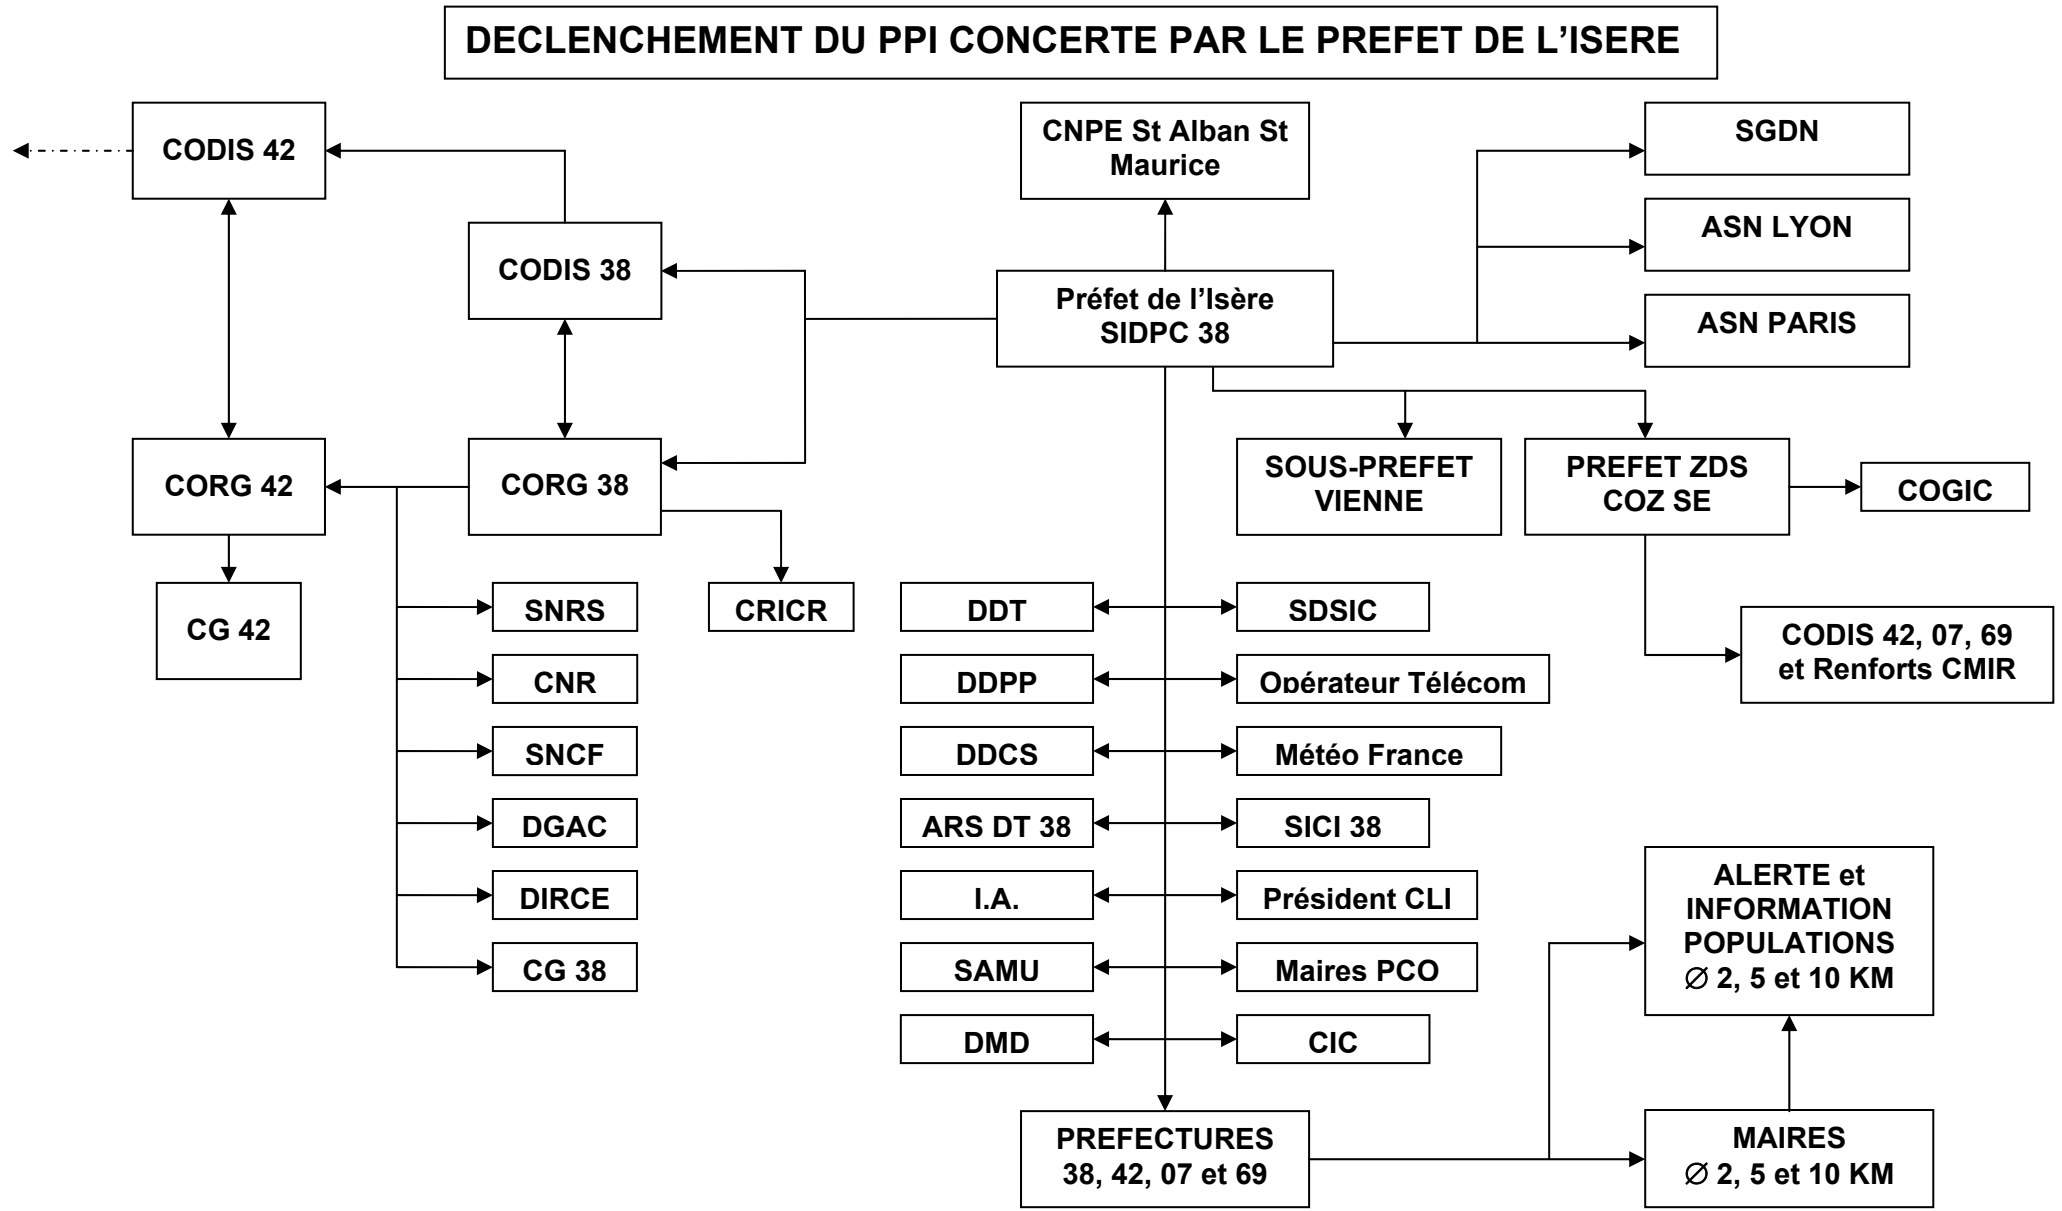 DECLENCHEMENT DU PPI CONCERTE PAR LE PREFET DE L’ISERE
CODIS 42
CNPE St Alban St
Maurice
SGDN
ASN LYON
CODIS 38
Préfet de l’Isère
SIDPC 38
ASN PARIS
CORG 42
CORG 38
SOUS-PREFET
VIENNE
PREFET ZDS
COZ SE
COGIC
CG 42
SNRS
CRICR
DDT
SDSIC
CODIS 42, 07, 69
et Renforts CMIR
CNR
DDPP
Opérateur Télécom
SNCF
DDCS
Météo France
DGAC
ARS DT 38
SICI 38
DIRCE
I.A.
Président CLI
ALERTE et
INFORMATION
POPULATIONS
∅ 2, 5 et 10 KM
CG 38
SAMU
Maires PCO
DMD
CIC
PREFECTURES
38, 42, 07 et 69
MAIRES
∅ 2, 5 et 10 KM